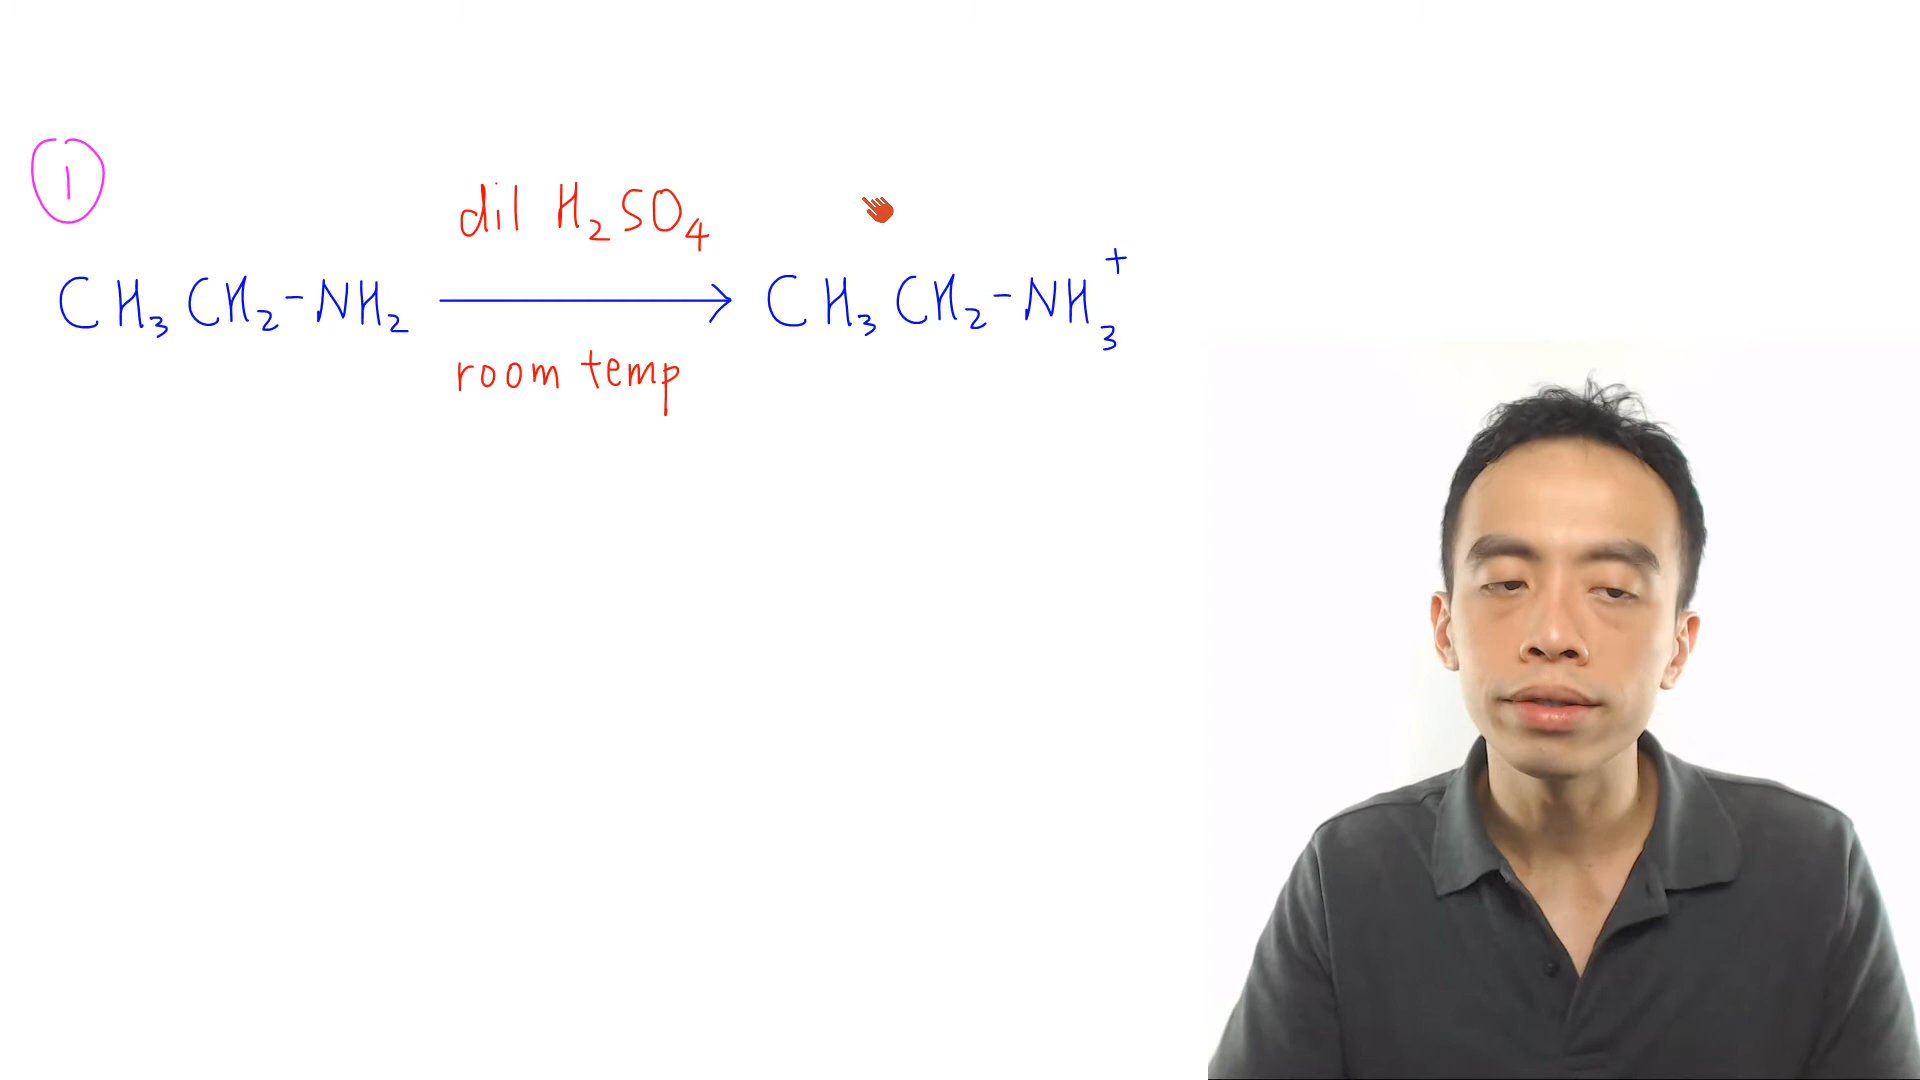 1
dil H₂SO₄
CH₃CH₂-NH₂ ⟶ CH₃CH₂-NH₃⁺
room temp